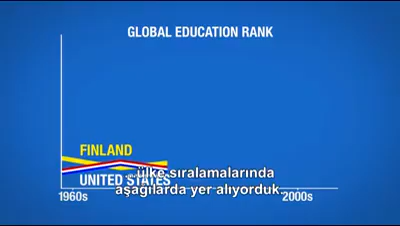 GLOBAL EDUCATION RANK
FINLAND
UNITED STATES
...ülke sıralamalarında
aşağılarda yer alıyorduk.
1960s
2000s